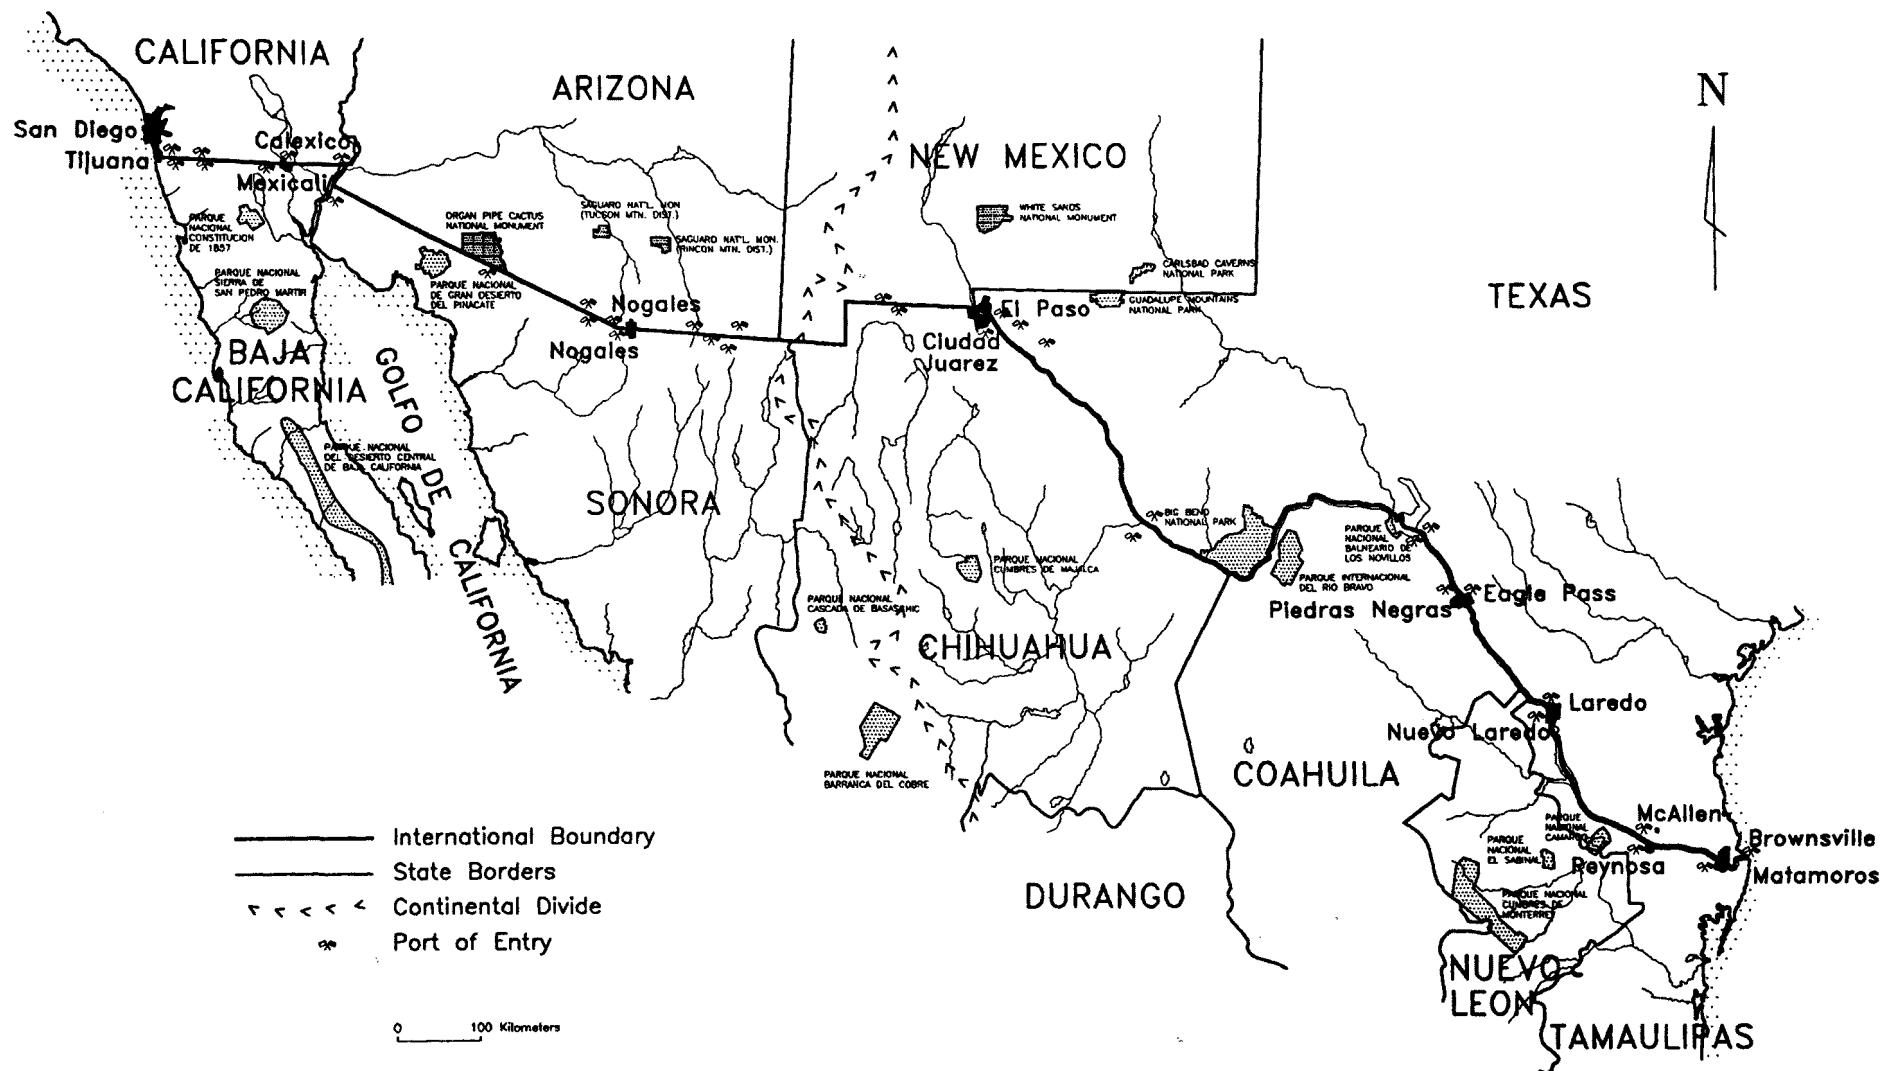 CALIFORNIA
ARIZONA
N
San Diego
Tijuana
Calexico
Mexicali
NEW MEXICO
PARQUE
NACIONAL
CONSTITUCION
DE 1857
ORGAN PIPE CACTUS
NATIONAL MONUMENT
SAGUARO NAT'L. MON
(TUCSON MTN. DIST.)
SAGUARO NAT'L. MON.
(RINCON MTN. DIST.)
WHITE SANDS
NATIONAL MONUMENT
CARLSBAD CAVERNS
NATIONAL PARK
GUADALUPE MOUNTAINS
NATIONAL PARK
TEXAS
PARQUE NACIONAL
SIERRA DE
SAN PEDRO MARTIR
PARQUE NACIONAL
DE GRAN DESIERTO
DEL PINACATE
Nogales
Nogales
El Paso
Ciudad
Juarez
BAJA
CALIFORNIA
GOLFO
DE
CALIFORNIA
PARQUE NACIONAL
DEL DESIERTO CENTRAL
DE BAJA CALIFORNIA
SONORA
BIG BEND
NATIONAL PARK
PARQUE
NACIONAL
BALNEARIO DE
LOS NOVILLOS
PARQUE NACIONAL
CUMBRES DE MAJALCA
PARQUE INTERNACIONAL
DEL RIO BRAVO
PARQUE NACIONAL
CASCADA DE BASASAHIC
Eagle Pass
Piedras Negras
CHIHUAHUA
Laredo
Nuevo Laredo
PARQUE NACIONAL
BARRANCA DEL COBRE
COAHUILA
McAllen
PARQUE
NACIONAL
CAMARGO
PARQUE
NACIONAL
EL SABINAL
Reynosa
Brownsville
Matamoros
PARQUE NACIONAL
CUMBRES DE
MONTERREY
DURANGO
NUEVO
LEON
TAMAULIPAS
International Boundary
State Borders
Continental Divide
Port of Entry
0 100 Kilometers